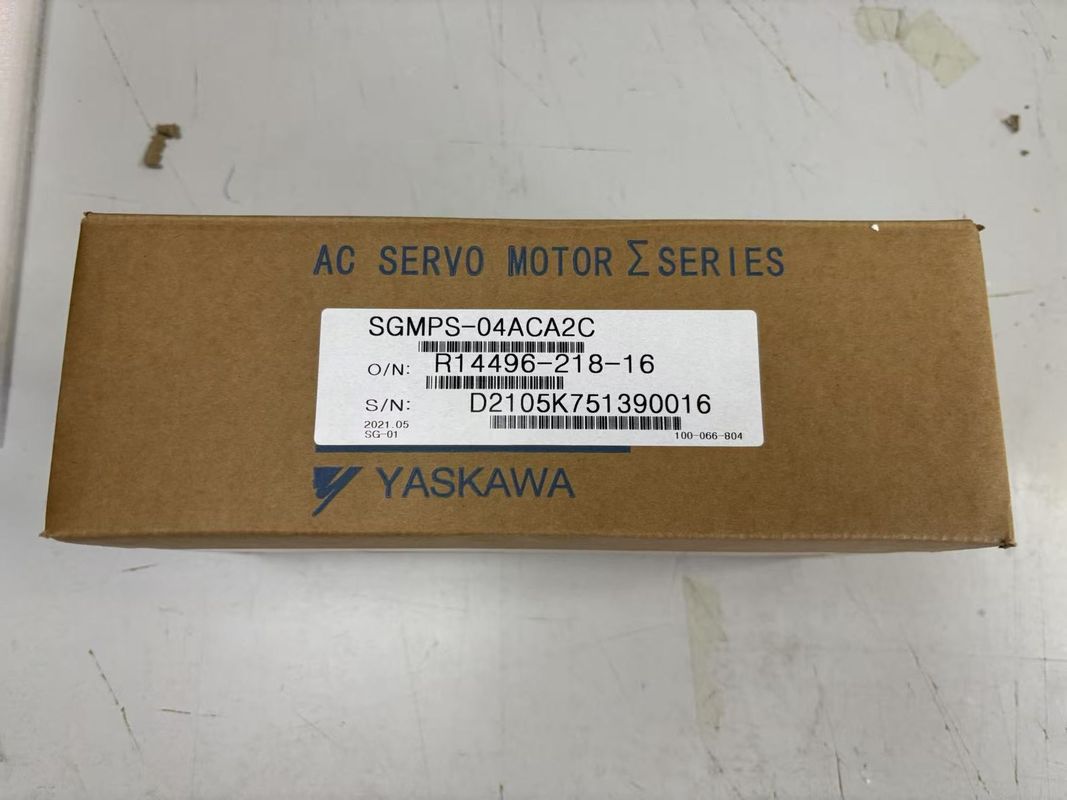 AC SERVO MOTOR Σ SERIES
SGMPS-04ACA2C
O/N: R14496-218-16
S/N: D2105K751390016
2021.05
SG-01 100-066-804
YASKAWA